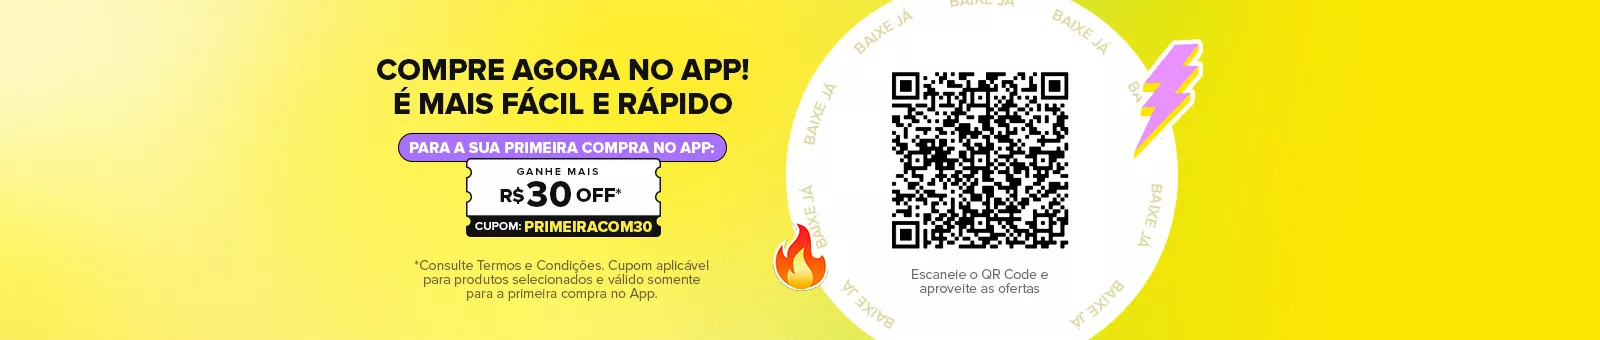 COMPRE AGORA NO APP!
É MAIS FÁCIL E RÁPIDO
PARA A SUA PRIMEIRA COMPRA NO APP:
GANHE MAIS
R$30 OFF*
CUPOM: PRIMEIRACOM30
*Consulte Termos e Condições. Cupom aplicável
para produtos selecionados e válido somente
para a primeira compra no App.
BAIXE JÁ
BAIXE JÁ
BAIXE JÁ
BAIXE JÁ
BAIXE JÁ
BAIXE JÁ
BAIXE JÁ
BAIXE JÁ
Escaneie o QR Code e
aproveite as ofertas